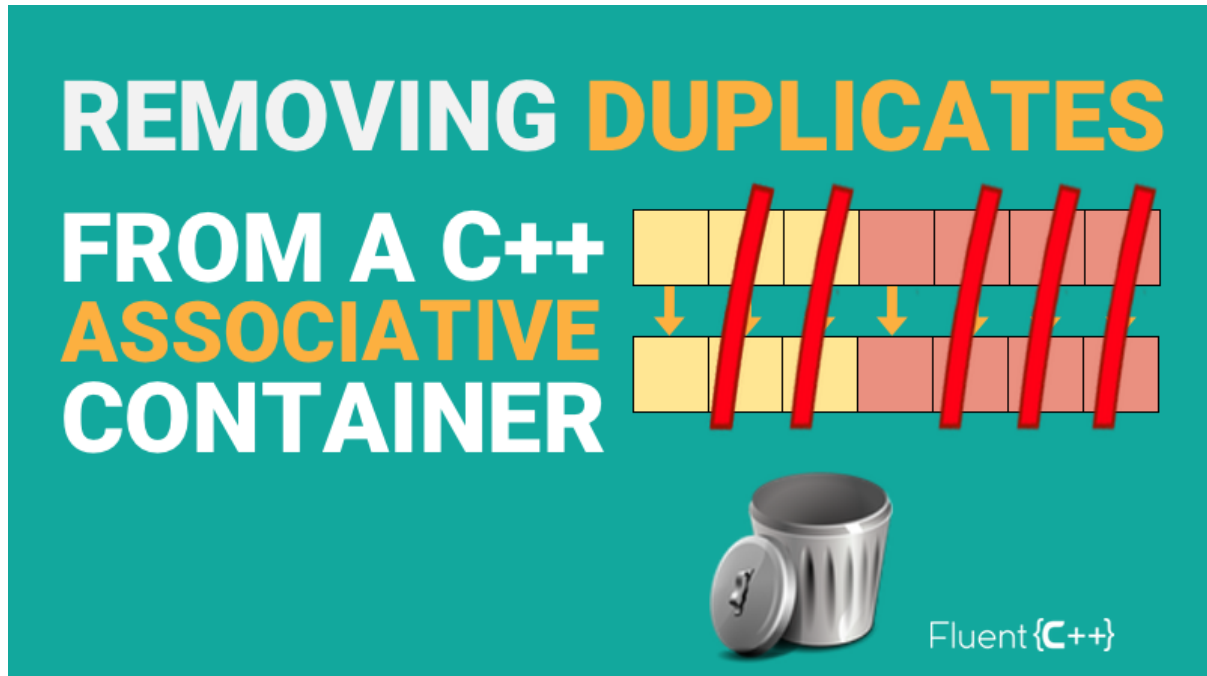 REMOVING DUPLICATES
FROM A C++
ASSOCIATIVE
CONTAINER
Fluent{C++}